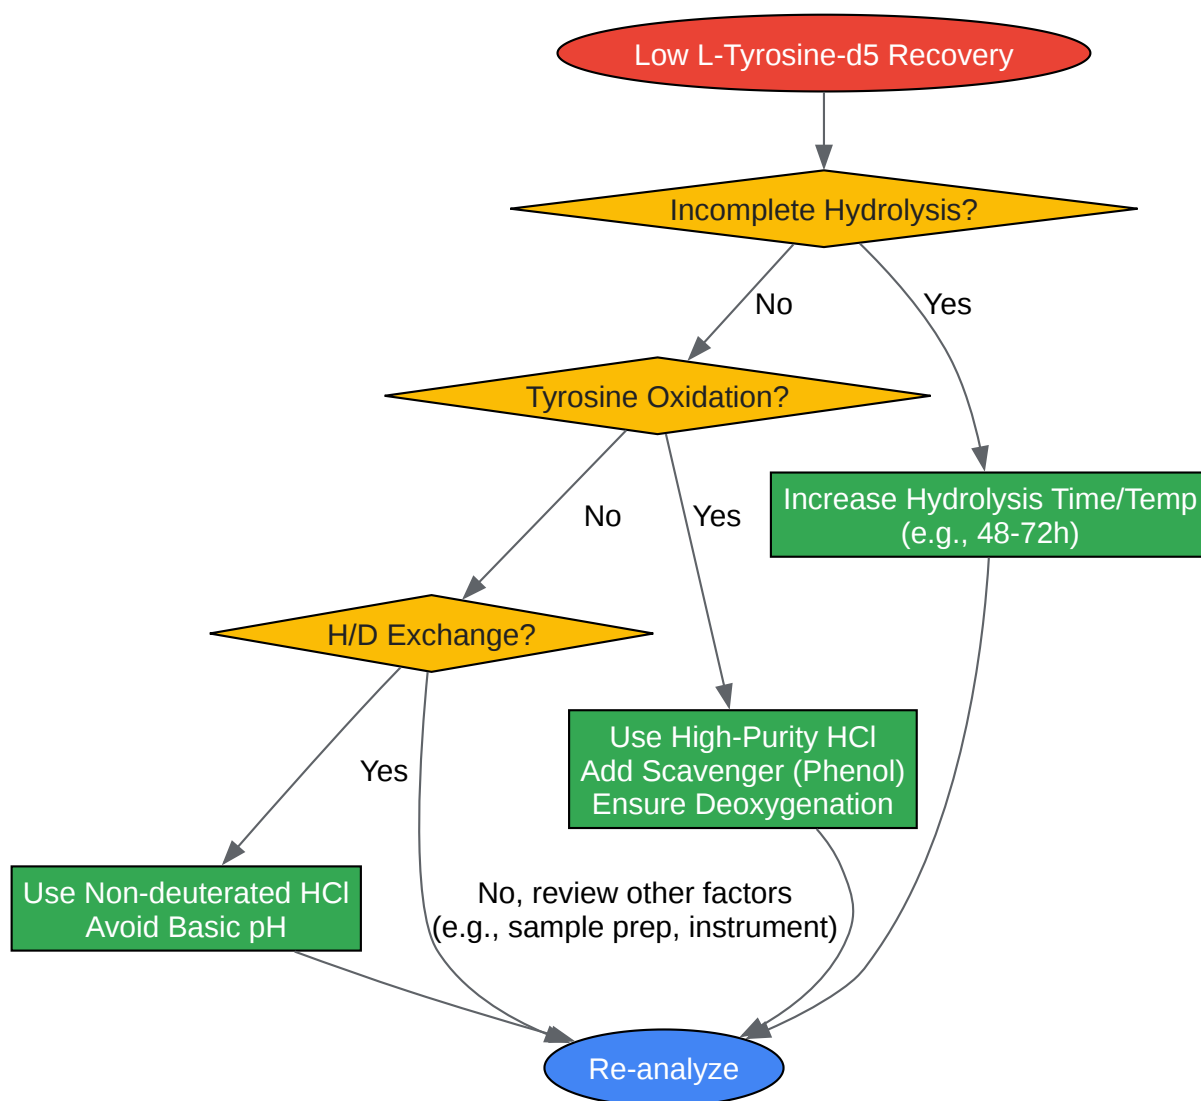 Low L-Tyrosine-d5 Recovery
Incomplete Hydrolysis?
No
Yes
Tyrosine Oxidation?
Increase Hydrolysis Time/Temp
(e.g., 48-72h)
No
Yes
H/D Exchange?
Use High-Purity HCl
Add Scavenger (Phenol)
Ensure Deoxygenation
Yes
Use Non-deuterated HCl
Avoid Basic pH
No, review other factors
(e.g., sample prep, instrument)
Re-analyze